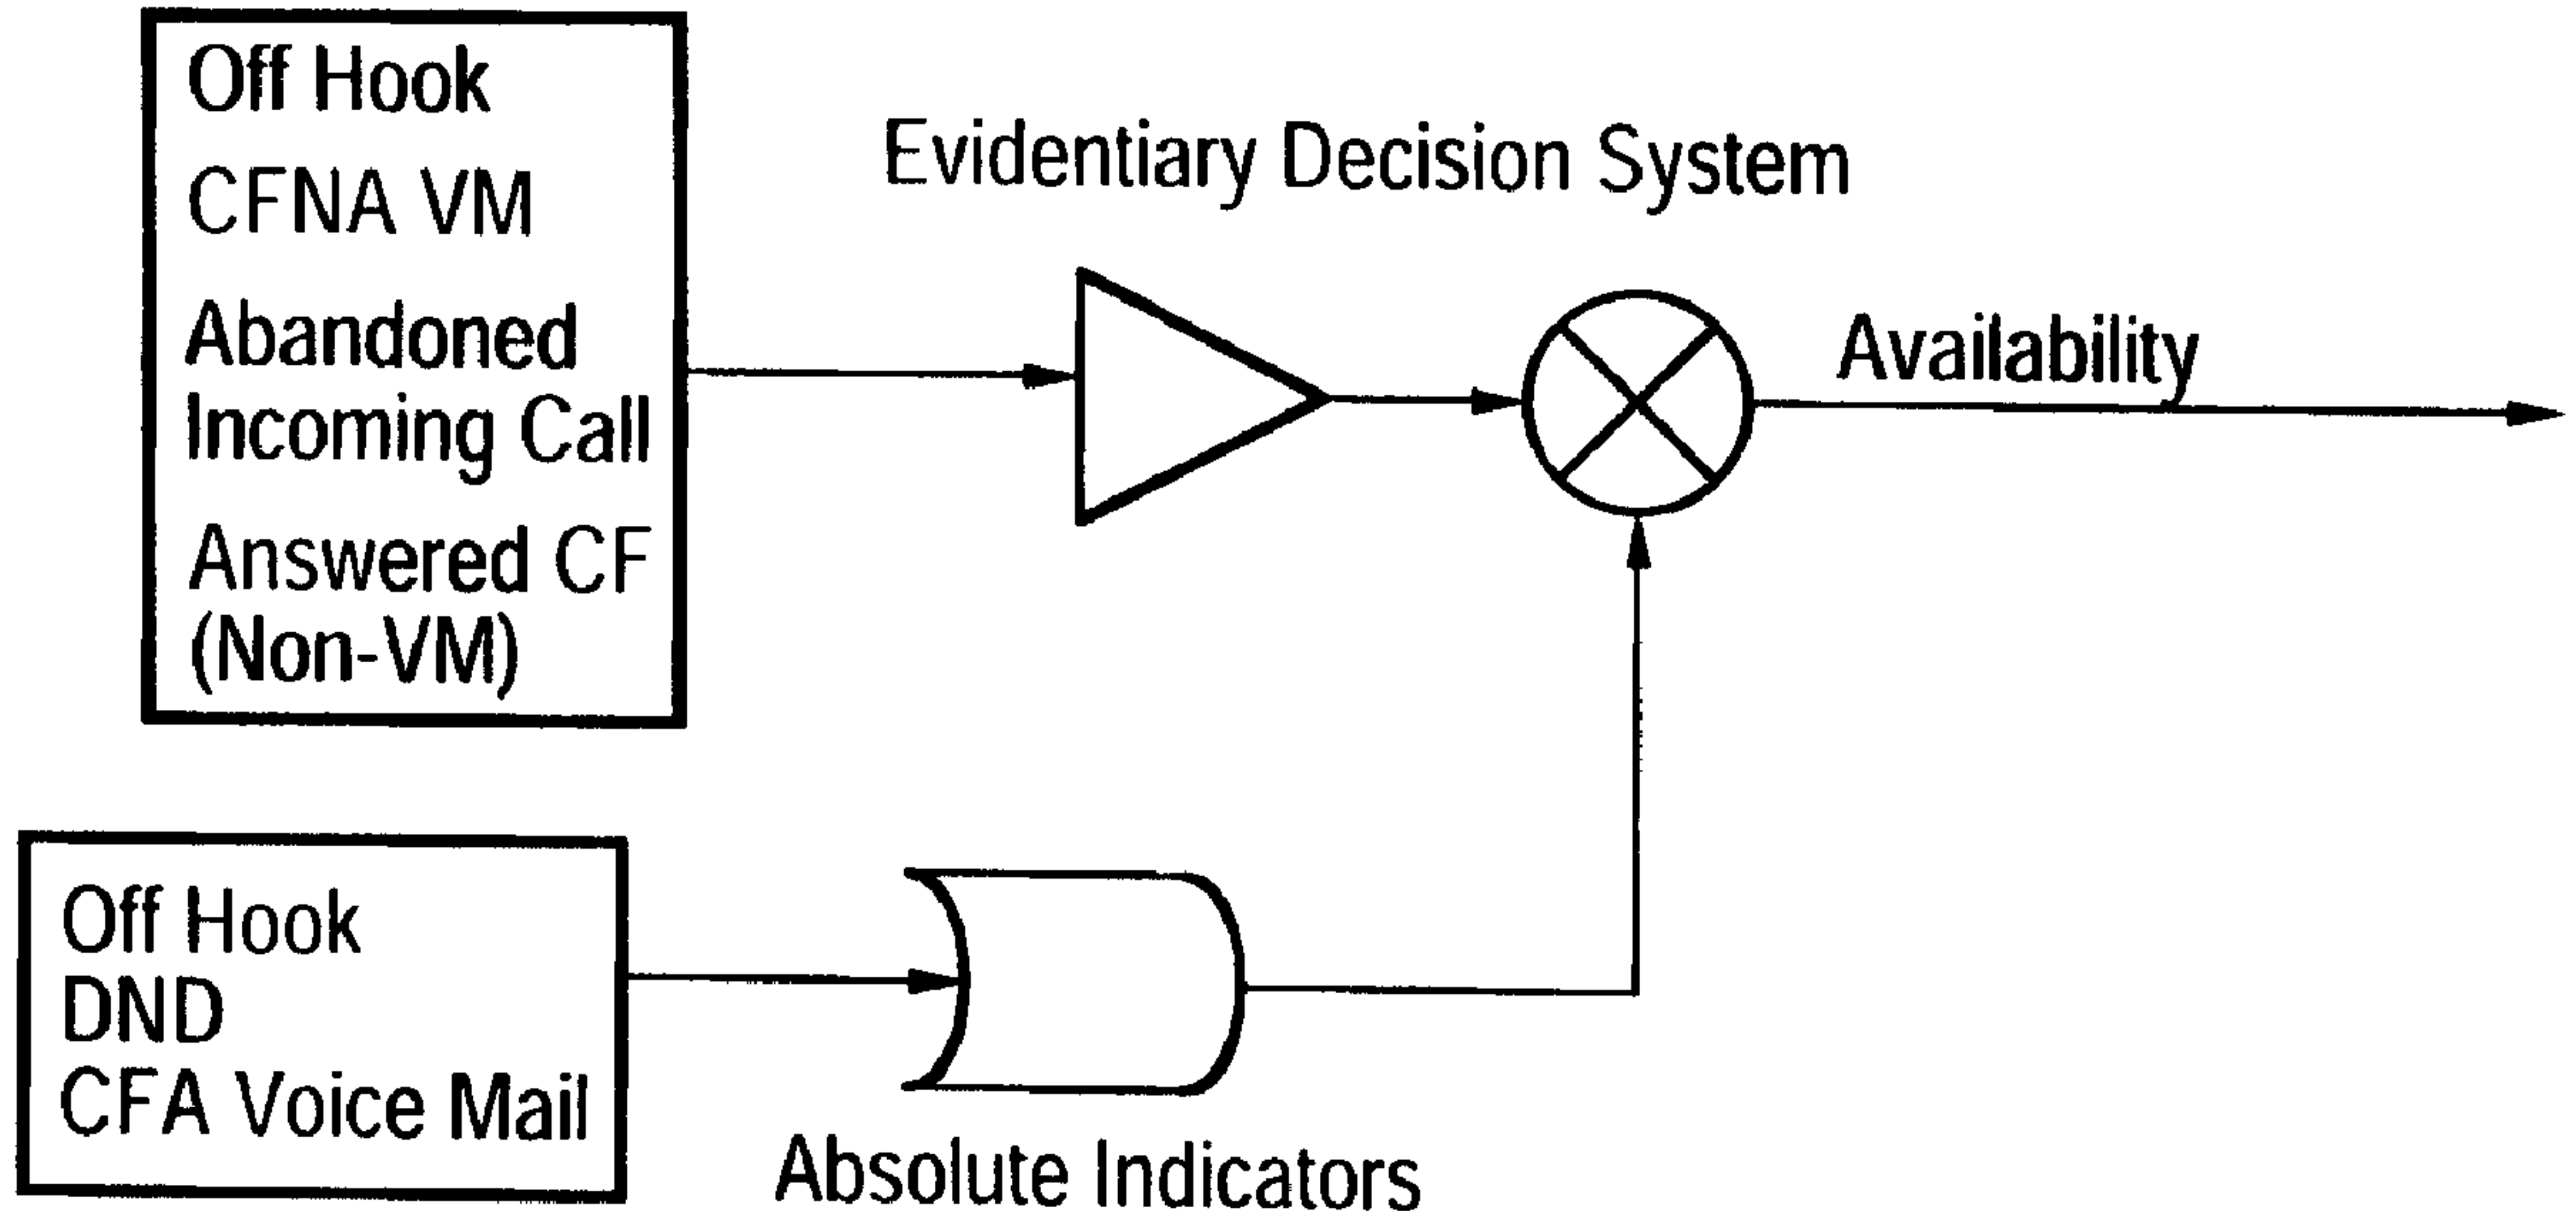 Off Hook
CFNA VM
Abandoned
Incoming Call
Answered CF
(Non-VM)
Evidentiary Decision System
Availability
Off Hook
DND
CFA Voice Mail
Absolute Indicators